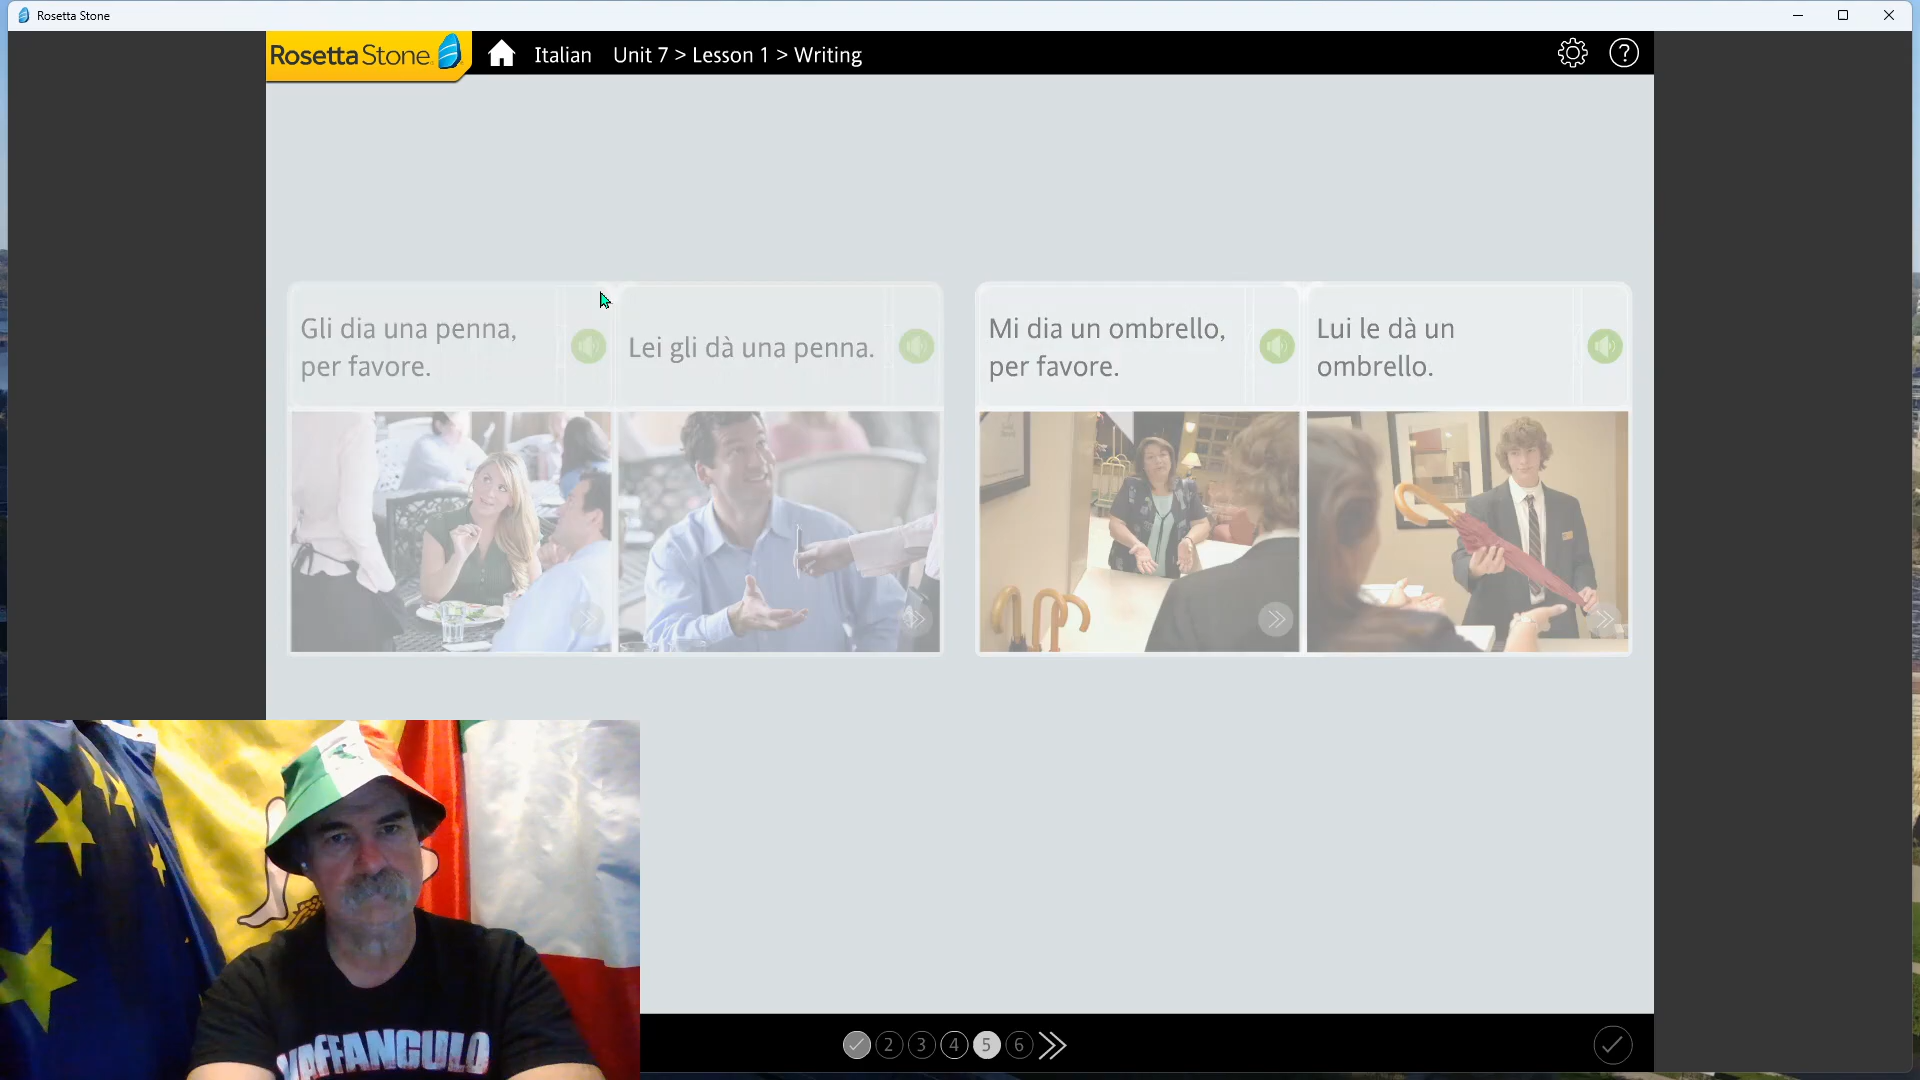 Rosetta Stone
RosettaStone
Italian Unit 7 > Lesson 1 > Writing
?
Gli dia una penna,
per favore.
Lei gli dà una penna.
Mi dia un ombrello,
per favore.
Lui le dà un
ombrello.
VAFFANCULO
2 3 4 5 6